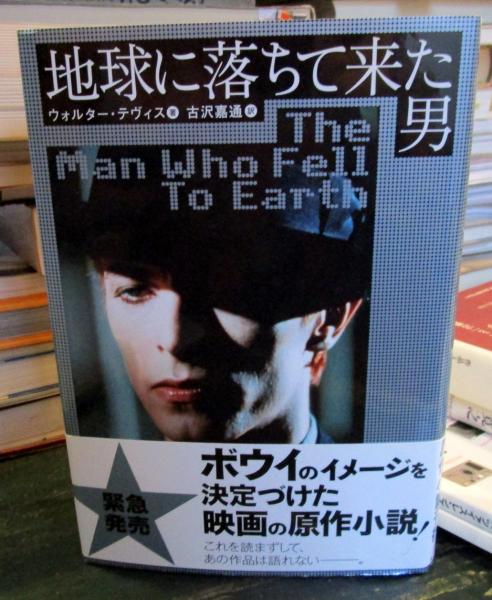 地球に落ちて来た男
ウォルター・テヴィス 著 古沢嘉通 訳
The
Man Who Fell
To Earth
緊急
発売
ボウイのイメージを
決定づけた
映画の原作小説!
これを読まずして、
あの作品は語れない――。